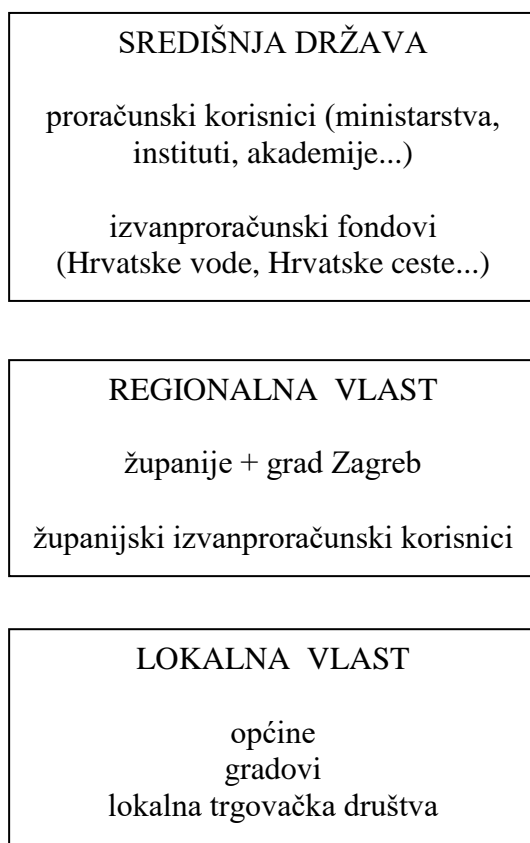 SREDIŠNJA DRŽAVA
proračunski korisnici (ministarstva,
instituti, akademije...)
izvanproračunski fondovi
(Hrvatske vode, Hrvatske ceste...)
REGIONALNA VLAST
županije + grad Zagreb
županijski izvanproračunski korisnici
LOKALNA VLAST
općine
gradovi
lokalna trgovačka društva